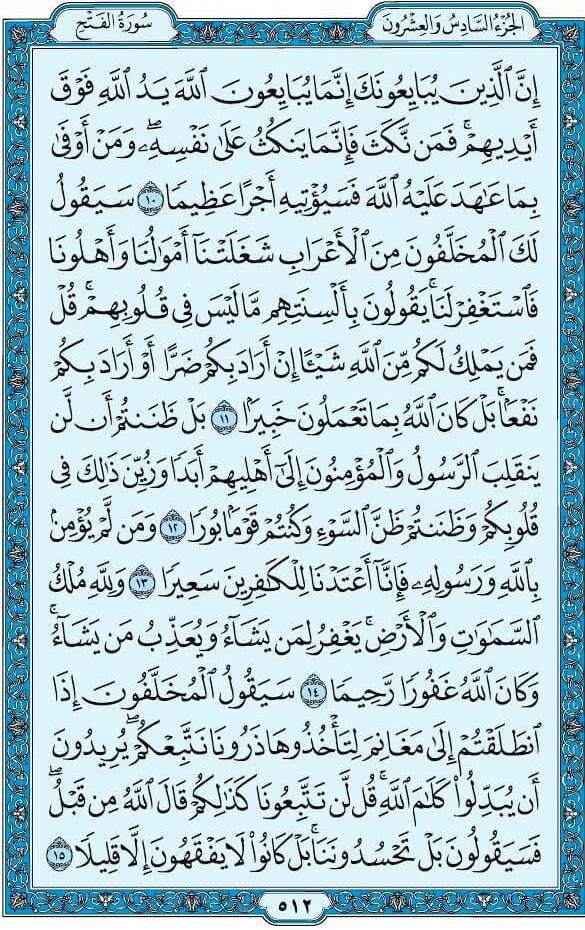 الجُزْءُ السَّادِسُ وَالعِشْرُونَ
سُورَةُ الفَتْحِ
إِنَّ ٱلَّذِينَ يُبَايِعُونَكَ إِنَّمَا يُبَايِعُونَ ٱللَّهَ يَدُ ٱللَّهِ فَوْقَ
أَيْدِيهِمْۚ فَمَن نَّكَثَ فَإِنَّمَا يَنكُثُ عَلَىٰ نَفْسِهِۦۖ وَمَنْ أَوْفَىٰ
بِمَا عَٰهَدَ عَلَيْهُ ٱللَّهَ فَسَيُؤْتِيهِ أَجْرًا عَظِيمًا ١٠ سَيَقُولُ
لَكَ ٱلْمُخَلَّفُونَ مِنَ ٱلْأَعْرَابِ شَغَلَتْنَآ أَمْوَٰلُنَا وَأَهْلُونَا
فَٱسْتَغْفِرْ لَنَاۚ يَقُولُونَ بِأَلْسِنَتِهِم مَّا لَيْسَ فِى قُلُوبِهِمْۚ قُلْ
فَمَن يَمْلِكُ لَكُم مِّنَ ٱللَّهِ شَيْـًٔا إِنْ أَرَادَ بِكُمْ ضَرًّا أَوْ أَرَادَ بِكُمْ
نَفْعَۢاۚ بَلْ كَانَ ٱللَّهُ بِمَا تَعْمَلُونَ خَبِيرَۢا ١١ بَلْ ظَنَنتُمْ أَن لَّن
يَنقَلِبَ ٱلرَّسُولُ وَٱلْمُؤْمِنُونَ إِلَىٰٓ أَهْلِيهِمْ أَبَدًا وَزُيِّنَ ذَٰلِكَ فِى
قُلُوبِكُمْ وَظَنَنتُمْ ظَنَّ ٱلسَّوْءِ وَكُنتُمْ قَوْمَۢا بُورًا ١٢ وَمَن لَّمْ يُؤْمِنۢ
بِٱللَّهِ وَرَسُولِهِۦ فَإِنَّآ أَعْتَدْنَا لِلْكَٰفِرِينَ سَعِيرًا ١٣ وَلِلَّهِ مُلْكُ
ٱلسَّمَٰوَٰتِ وَٱلْأَرْضِۚ يَغْفِرُ لِمَن يَشَآءُ وَيُعَذِّبُ مَن يَشَآءُۚ
وَكَانَ ٱللَّهُ غَفُورًا رَّحِيمًا ١٤ سَيَقُولُ ٱلْمُخَلَّفُونَ إِذَا
ٱنطَلَقْتُمْ إِلَىٰ مَغَانِمَ لِتَأْخُذُوهَا ذَرُونَا نَتَّبِعْكُمْۖ يُرِيدُونَ
أَن يُبَدِّلُوا۟ كَلَٰمَ ٱللَّهِۚ قُل لَّن تَتَّبِعُونَا كَذَٰلِكُمْ قَالَ ٱللَّهُ مِن قَبْلُۖ
فَسَيَقُولُونَ بَلْ تَحْسُدُونَنَاۚ بَلْ كَانُوا۟ لَا يَفْقَهُونَ إِلَّا قَلِيلًا ١٥
٥١٢